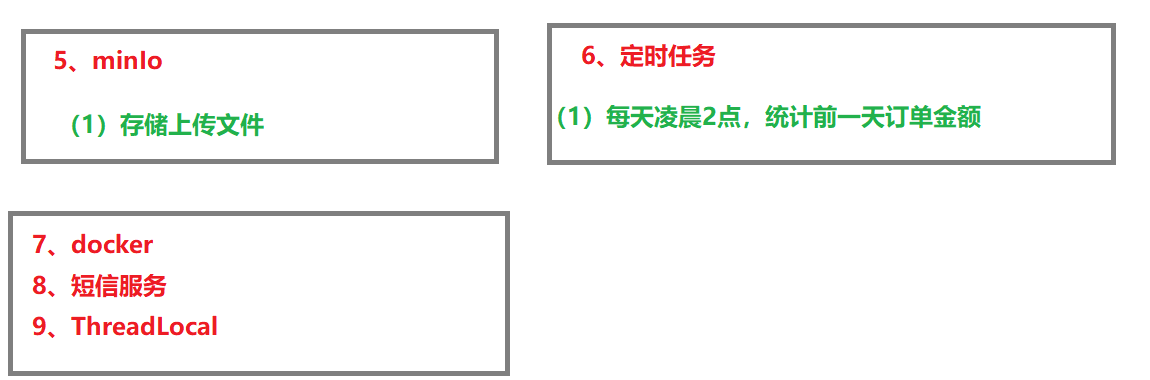 5、minIo
（1）存储上传文件
6、定时任务
（1）每天凌晨2点，统计前一天订单金额
7、docker
8、短信服务
9、ThreadLocal